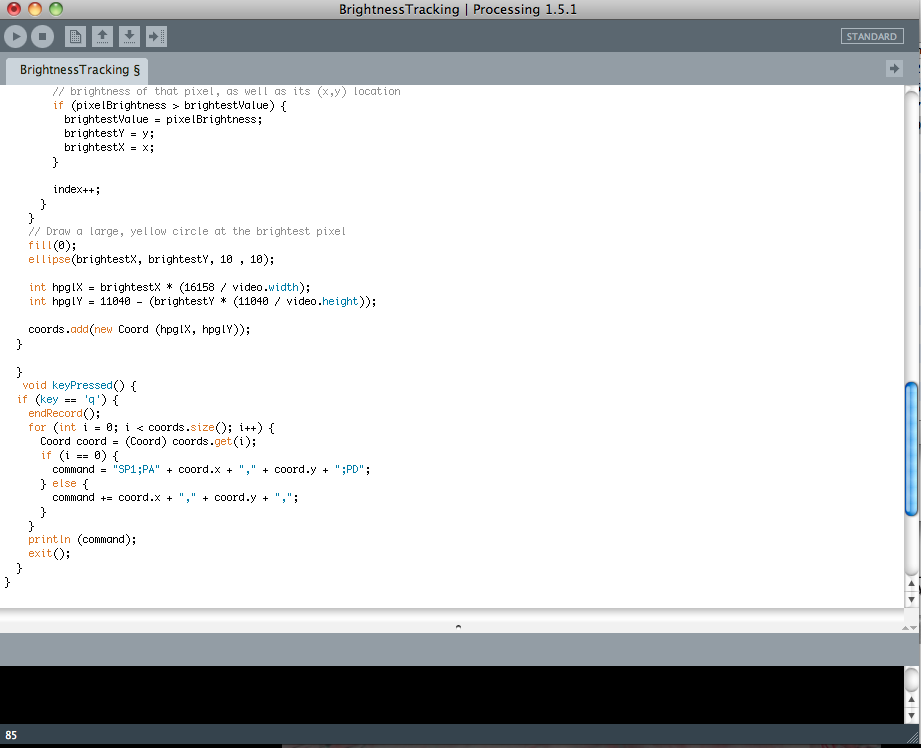 BrightnessTracking | Processing 1.5.1
STANDARD
BrightnessTracking §
// brightness of that pixel, as well as its (x,y) location
if (pixelBrightness > brightestValue) {
brightestValue = pixelBrightness;
brightestY = y;
brightestX = x;
}
index++;
}
}
// Draw a large, yellow circle at the brightest pixel
fill(0);
ellipse(brightestX, brightestY, 10 , 10);
int hpglX = brightestX * (16158 / video.width);
int hpglY = 11040 - (brightestY * (11040 / video.height));
coords.add(new Coord (hpglX, hpglY));
}
}
void keyPressed() {
if (key == 'q') {
endRecord();
for (int i = 0; i < coords.size(); i++) {
Coord coord = (Coord) coords.get(i);
if (i == 0) {
command = "SP1;PA" + coord.x + "," + coord.y + ";PD";
} else {
command += coord.x + "," + coord.y + ",";
}
}
println (command);
exit();
}
}
85